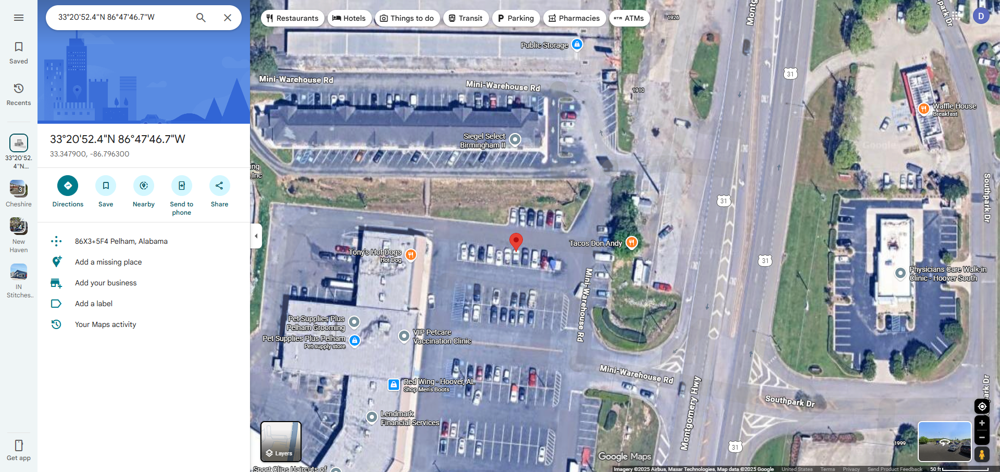 33°20'52.4"N 86°47'46.7"W
Restaurants
Hotels
Things to do
Transit
Parking
Pharmacies
ATMs
D
Saved
Recents
33°20'52.
4"N...
3
Cheshire
4
New
Haven
IN
Stitches..
Get app
33°20'52.4"N 86°47'46.7"W
33.347900, -86.796300
Directions
Save
Nearby
Send to
phone
Share
86X3+5F4 Pelham, Alabama
Add a missing place
Add your business
Add a label
Your Maps activity
1926
Public Storage
Mini-Warehouse Rd
Mini-Warehouse Rd
1910
31
Waffle House
Breakfast
Siegel Select
Birmingham II
ing
Inc
31
Southpark Dr
Tony's Hot Dogs
Hot Dog
Tacos Don Andy
31
Physicians Care Walk-in
Clinic - Hoover South
Mini-Warehouse Rd
Pet Supplies Plus
Pelham Grooming
Pet Supplies Plus Pelham
Pet supply store
VIP Petcare
Vaccination Clinic
Mini-Warehouse Rd
Red Wing - Hoover, AL
Shop Men's Boots
Montgomery Hwy
Southpark Dr
Lendmark
Financial Services
31
1999
Layers
Sport Clips Haircuts of
Google Maps
Imagery ©2025 Airbus, Maxar Technologies, Map data ©2025 Google
United States
Terms
Privacy
Send Product Feedback
50 ft